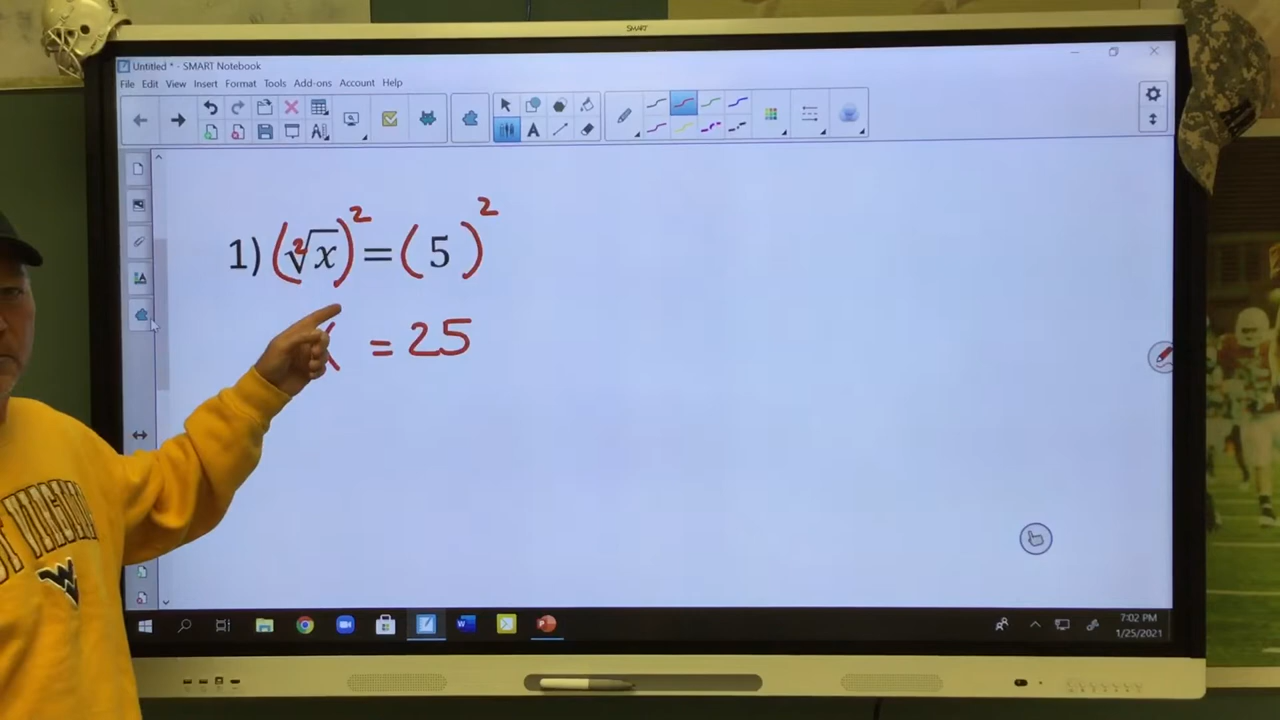 SMART
Untitled * - SMART Notebook
File Edit View Insert Format Tools Add-ons Account Help
1) (²√x)² = (5)²
= 25
7:02 PM
1/25/2021